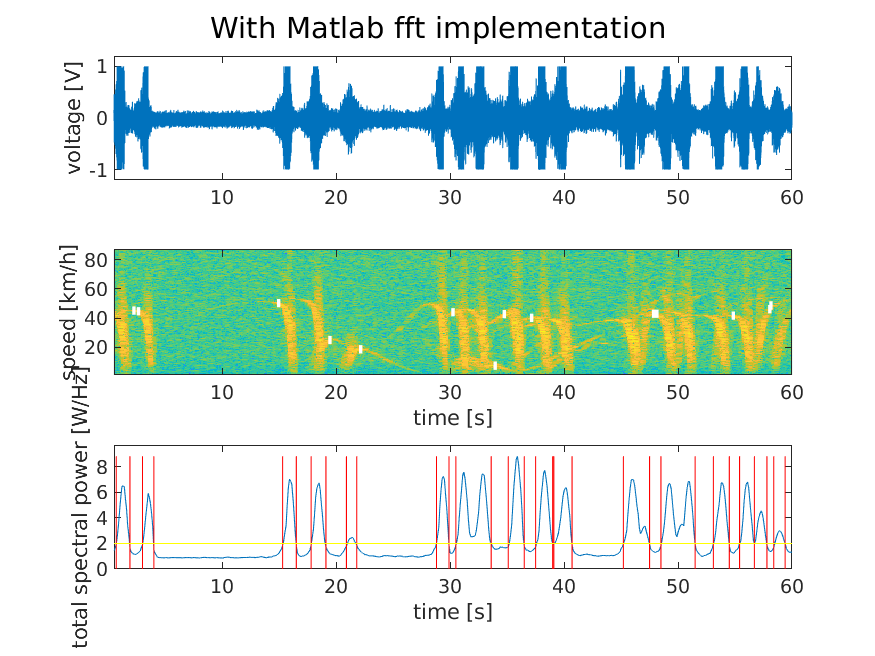 With Matlab fft implementation
voltage [V]
1
0
-1
10 20 30 40 50 60
speed [km/h]
80
60
40
20
10 20 30 40 50 60
time [s]
total spectral power [W/Hz]
8
6
4
2
0
10 20 30 40 50 60
time [s]